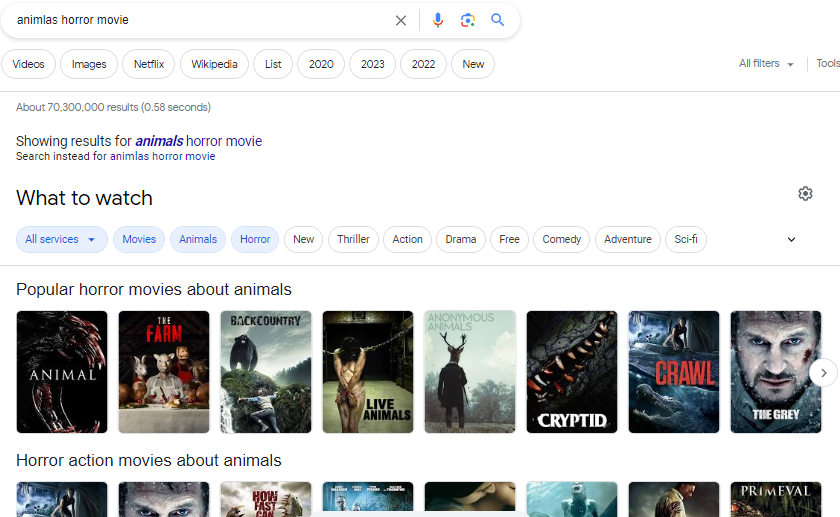 animlas horror movie
Videos Images Netflix Wikipedia List 2020 2023 2022 New All filters Tools
About 70,300,000 results (0.58 seconds)
Showing results for animals horror movie
Search instead for animlas horror movie
What to watch
All services Movies Animals Horror New Thriller Action Drama Free Comedy Adventure Sci-fi
Popular horror movies about animals
ANIMAL
THE
FARM
BACKCOUNTRY
LIVE
ANIMALS
ANONYMOUS
ANIMALS
CRYPTID
CRAWL
THE GREY
Horror action movies about animals
HOW
FAST
CAN
PRIMEVAL